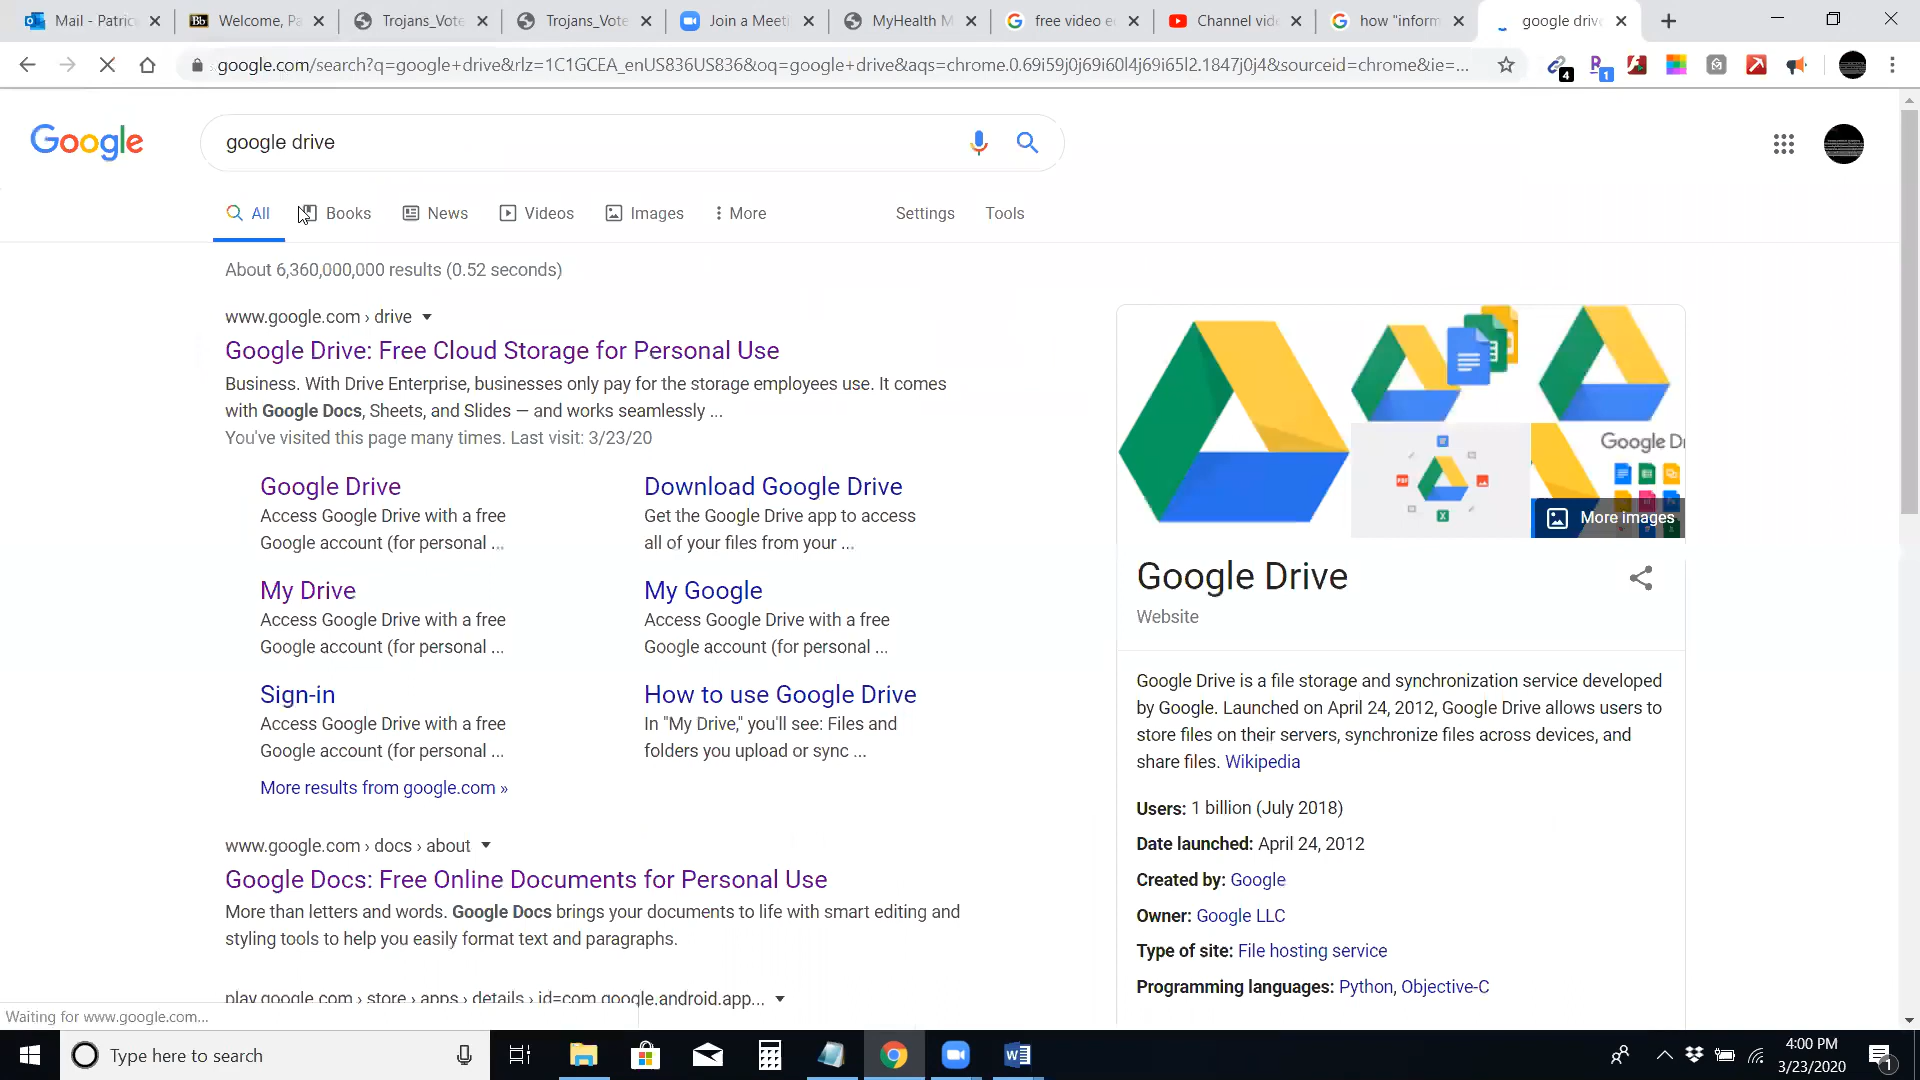 Mail - Patric
Welcome, Pa
Trojans_Vote
Trojans_Vote
Join a Meeti
MyHealth M
free video e
Channel vide
how "inform
google drive
google.com/search?q=google+drive&rlz=1C1GCEA_enUS836US836&oq=google+drive&aqs=chrome.0.69i59j0j69i60l4j69i65l2.1847j0j4&sourceid=chrome&ie=...
4
1
Google
google drive
All
Books
News
Videos
Images
More
Settings
Tools
About 6,360,000,000 results (0.52 seconds)
www.google.com › drive
Google Drive: Free Cloud Storage for Personal Use
Business. With Drive Enterprise, businesses only pay for the storage employees use. It comes
with Google Docs, Sheets, and Slides — and works seamlessly ...
You've visited this page many times. Last visit: 3/23/20
Google Drive
Access Google Drive with a free
Google account (for personal ...
Download Google Drive
Get the Google Drive app to access
all of your files from your ...
My Drive
Access Google Drive with a free
Google account (for personal ...
My Google
Access Google Drive with a free
Google account (for personal ...
Sign-in
Access Google Drive with a free
Google account (for personal ...
How to use Google Drive
In "My Drive," you'll see: Files and
folders you upload or sync ...
More results from google.com »
www.google.com › docs › about
Google Docs: Free Online Documents for Personal Use
More than letters and words. Google Docs brings your documents to life with smart editing and
styling tools to help you easily format text and paragraphs.
play.google.com › store › apps › details › id=com.google.android.app...
Google Dr
More images
Google Drive
Website
Google Drive is a file storage and synchronization service developed
by Google. Launched on April 24, 2012, Google Drive allows users to
store files on their servers, synchronize files across devices, and
share files. Wikipedia
Users: 1 billion (July 2018)
Date launched: April 24, 2012
Created by: Google
Owner: Google LLC
Type of site: File hosting service
Programming languages: Python, Objective-C
Waiting for www.google.com...
Type here to search
4:00 PM
3/23/2020
1